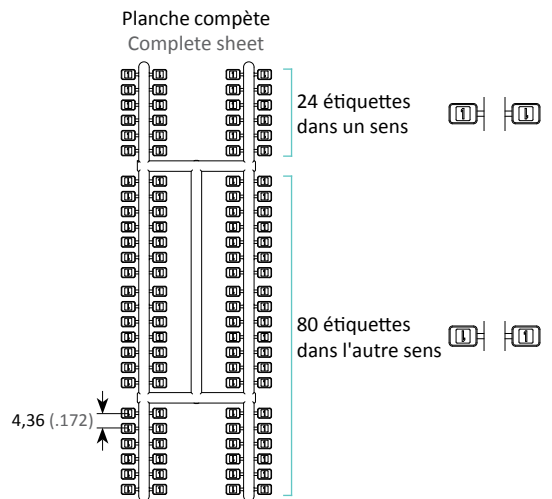 Planche compète
Complete sheet
24 étiquettes
dans un sens
80 étiquettes
dans l'autre sens
4,36 (.172)